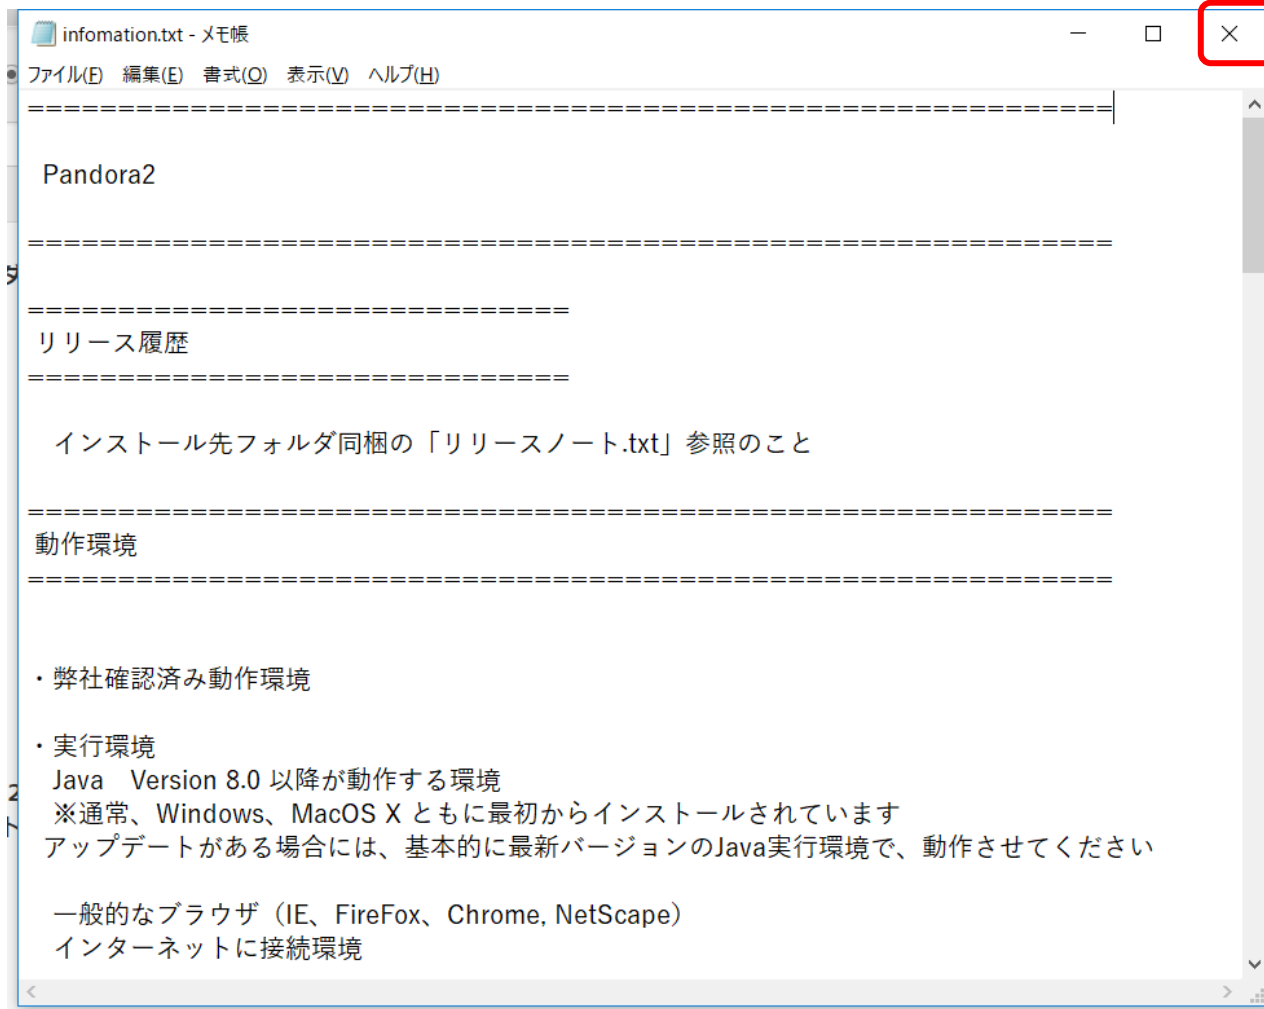 infomation.txt - メモ帳
ファイル(F) 編集(E) 書式(O) 表示(V) ヘルプ(H)
============================================================
Pandora2
============================================================
==============================
リリース履歴
==============================
インストール先フォルダ同梱の「リリースノート.txt」参照のこと
============================================================
動作環境
============================================================
・弊社確認済み動作環境
・実行環境
Java　Version 8.0 以降が動作する環境
※通常、Windows、MacOS X ともに最初からインストールされています
アップデートがある場合には、基本的に最新バージョンのJava実行環境で、動作させてください
一般的なブラウザ（IE、FireFox、Chrome, NetScape）
インターネットに接続環境